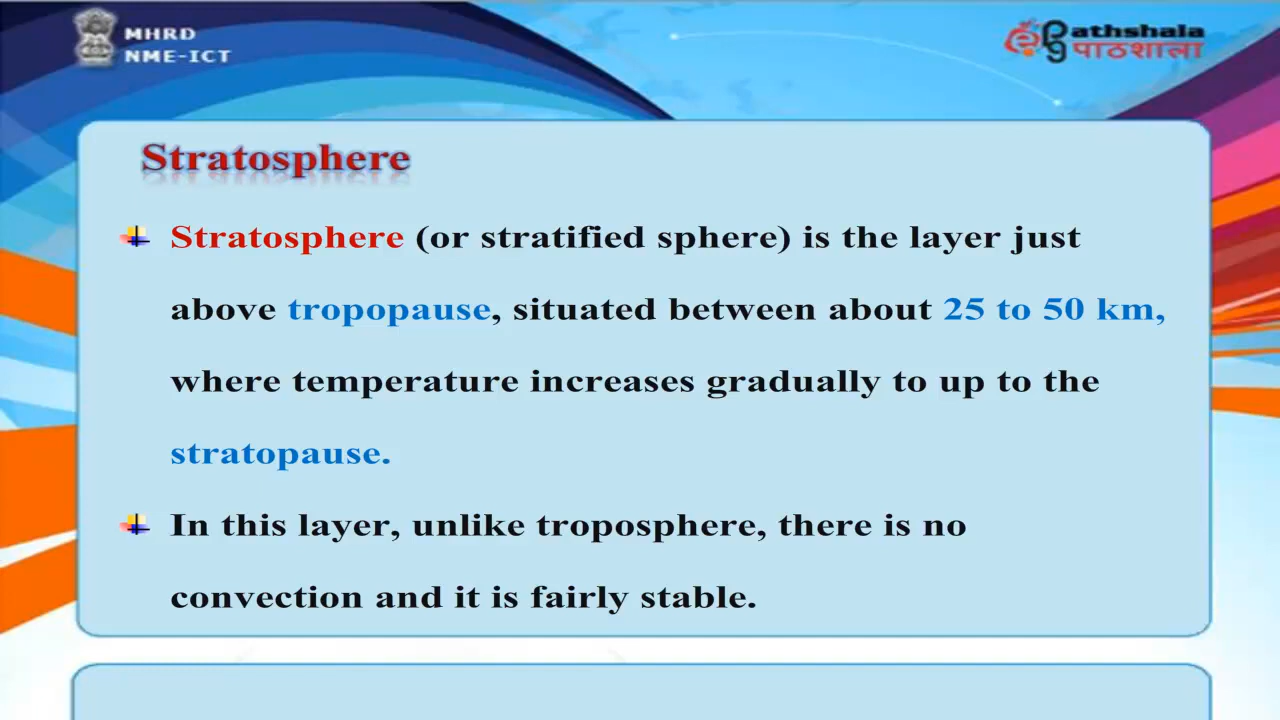 MHRD
NME-ICT
athshala
पाठशाला
Stratosphere
Stratosphere (or stratified sphere) is the layer just
above tropopause, situated between about 25 to 50 km,
where temperature increases gradually to up to the
stratopause.
In this layer, unlike troposphere, there is no
convection and it is fairly stable.